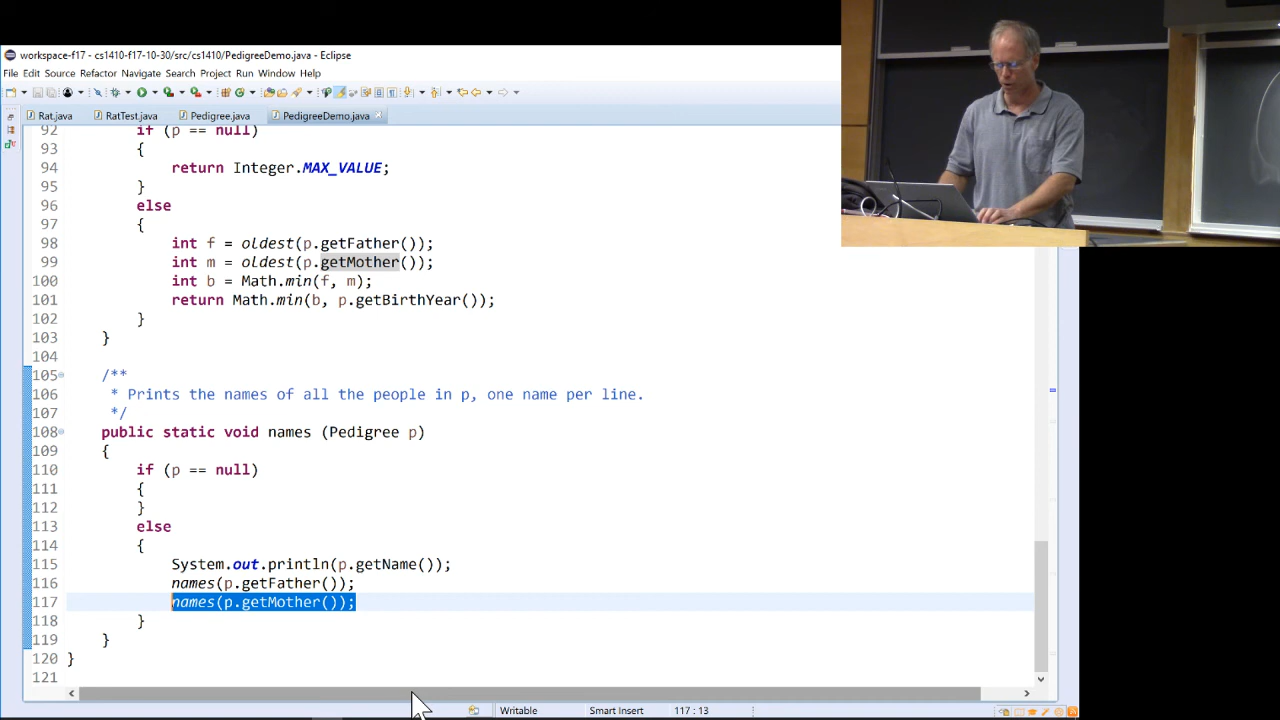 workspace-f17 - cs1410-f17-10-30/src/cs1410/PedigreeDemo.java - Eclipse
File Edit Source Refactor Navigate Search Project Run Window Help
Rat.java RatTest.java Pedigree.java PedigreeDemo.java
92 if (p == null)
93 {
94 return Integer.MAX_VALUE;
95 }
96 else
97 {
98 int f = oldest(p.getFather());
99 int m = oldest(p.getMother());
100 int b = Math.min(f, m);
101 return Math.min(b, p.getBirthYear());
102 }
103 }
104
105 /**
106 * Prints the names of all the people in p, one name per line.
107 */
108 public static void names (Pedigree p)
109 {
110 if (p == null)
111 {
112 }
113 else
114 {
115 System.out.println(p.getName());
116 names(p.getFather());
117 names(p.getMother());
118 }
119 }
120 }
121
Writable Smart Insert 117 : 13